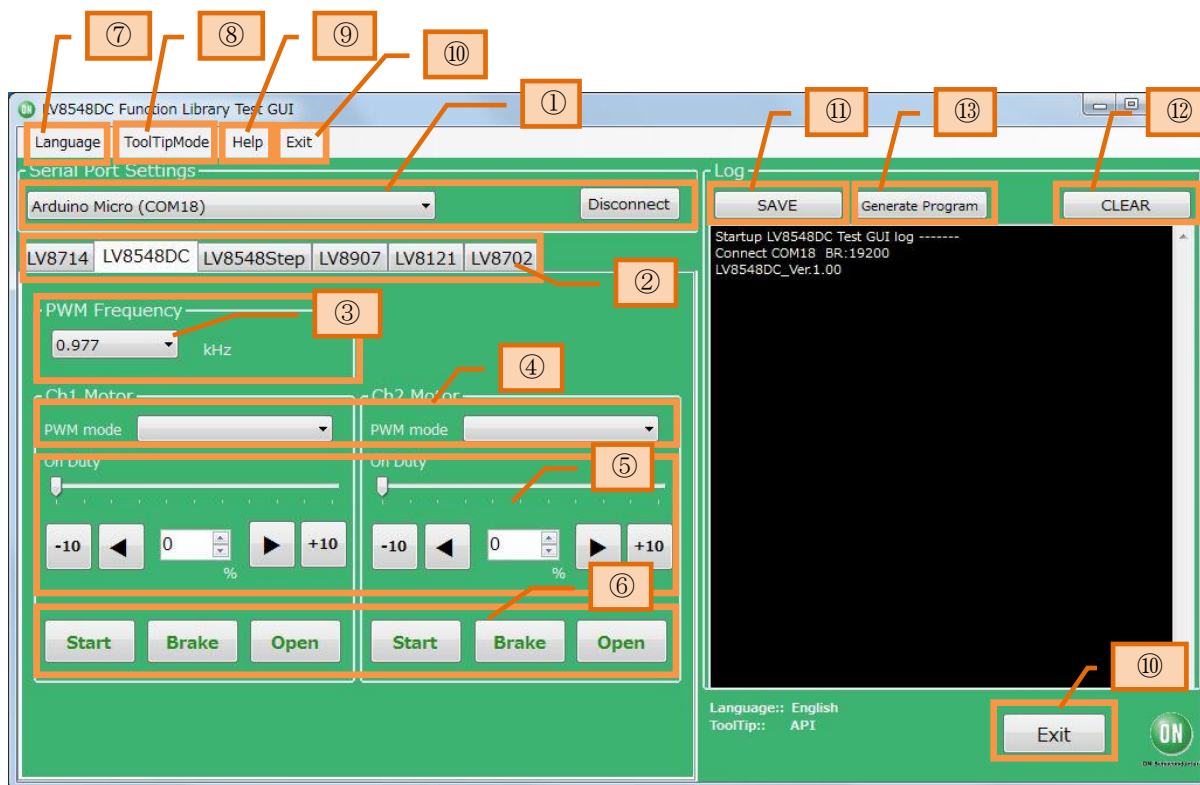 ⑦ ⑧ ⑨ ⑩
LV8548DC Function Library Test GUI
① ⑪ ⑬ ⑫
Language ToolTipMode Help Exit
Serial Port Settings
Arduino Micro (COM18) Disconnect
LV8714 LV8548DC LV8548Step LV8907 LV8121 LV8702
②
PWM Frequency ③
0.977 kHz
④
Ch1 Motor Ch2 Motor
PWM mode PWM mode
On Duty On Duty ⑤
-10 ◀ 0 ▶ +10 -10 ◀ 0 ▶ +10
% %
⑥
Start Brake Open Start Brake Open
Log
SAVE Generate Program CLEAR
Startup LV8548DC Test GUI log -------
Connect COM18 BR:19200
LV8548DC_Ver.1.00
⑩
Language:: English
ToolTip:: API
Exit
ON
ON Semiconductor